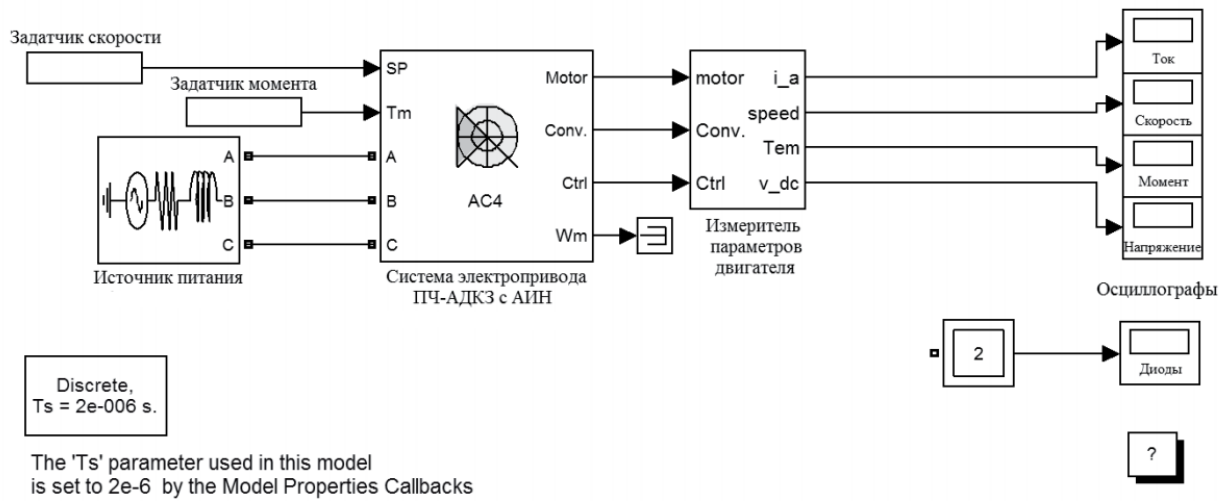 Задатчик скорости
Задатчик момента
A
B
C
Источник питания
SP
Tm
A
B
C
AC4
Motor
Conv.
Ctrl
Wm
Система электропривода
ПЧ-АДКЗ с АИН
motor
Conv.
Ctrl
i_a
speed
Tem
v_dc
Измеритель
параметров
двигателя
Ток
Скорость
Момент
Напряжение
Осциллографы
2
Диоды
?
Discrete,
Ts = 2e-006 s.
The 'Ts' parameter used in this model
is set to 2e-6 by the Model Properties Callbacks